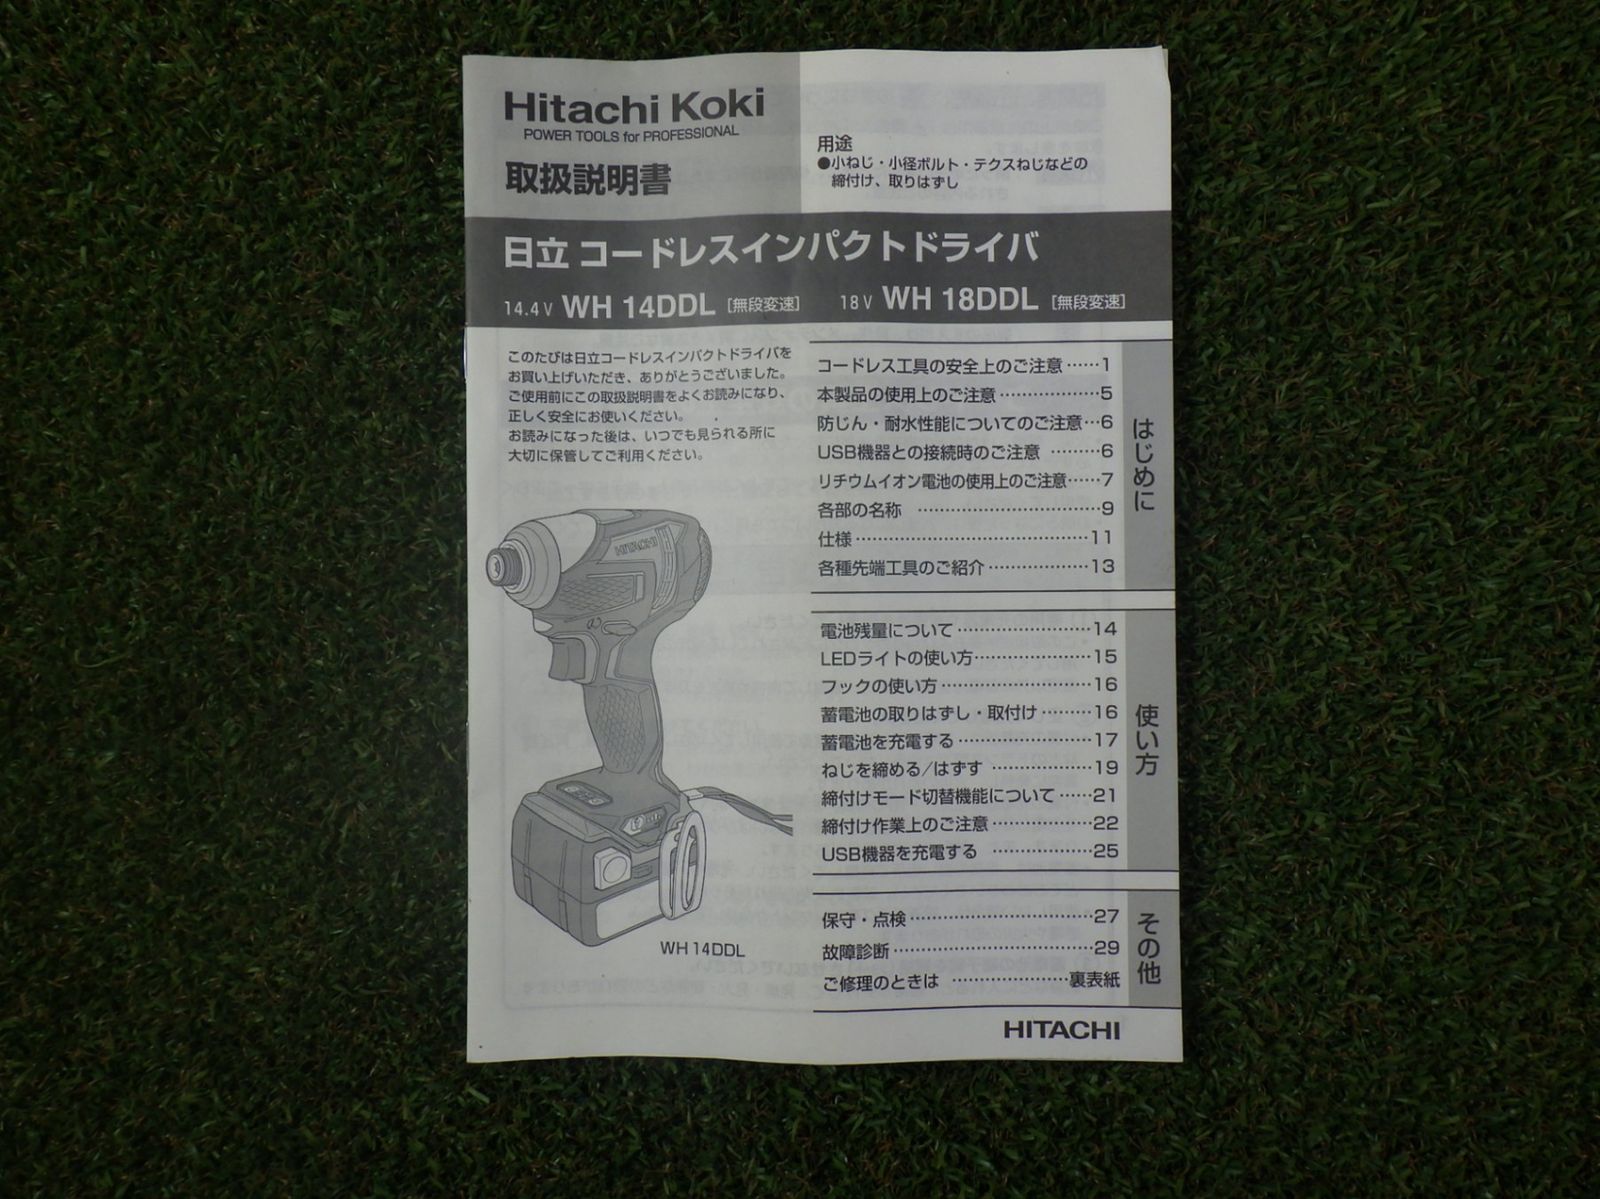 Hitachi Koki
POWER TOOLS for PROFESSIONAL
取扱説明書
用途
●小ねじ・小径ボルト・テクスねじなどの
締付け、取りはずし
日立 コードレスインパクトドライバ
14.4V WH 14DDL [無段変速] 18V WH 18DDL [無段変速]
このたびは日立コードレスインパクトドライバを
お買い上げいただき、ありがとうございました。
ご使用前にこの取扱説明書をよくお読みになり、
正しく安全にお使いください。
お読みになった後は、いつでも見られる所に
大切に保管してご利用ください。
HITACHI
WH 14DDL
はじめに
コードレス工具の安全上のご注意……1
本製品の使用上のご注意………………5
防じん・耐水性能についてのご注意…6
USB機器との接続時のご注意 ………6
リチウムイオン電池の使用上のご注意……7
各部の名称 ……………………………9
仕様……………………………………11
各種先端工具のご紹介………………13
使い方
電池残量について……………………14
LEDライトの使い方…………………15
フックの使い方………………………16
蓄電池の取りはずし・取付け………16
蓄電池を充電する……………………17
ねじを締める/はずす ………………19
締付けモード切替機能について……21
締付け作業上のご注意………………22
USB機器を充電する ………………25
その他
保守・点検……………………………27
故障診断………………………………29
ご修理のときは …………………裏表紙
HITACHI